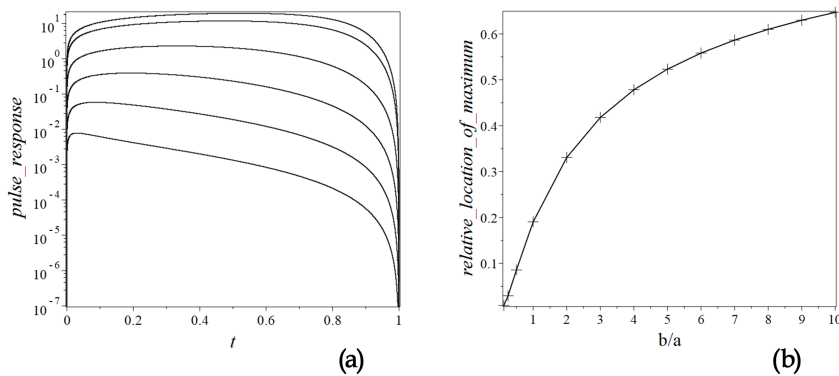 10^1
10^0
10^-1
10^-2
10^-3
10^-4
10^-5
10^-6
10^-7
pulse_response
0 0.2 0.4 0.6 0.8 1
t
(a)
0.6
0.5
0.4
0.3
0.2
0.1
relative_location_of_maximum
1 2 3 4 5 6 7 8 9 10
b/a
(b)